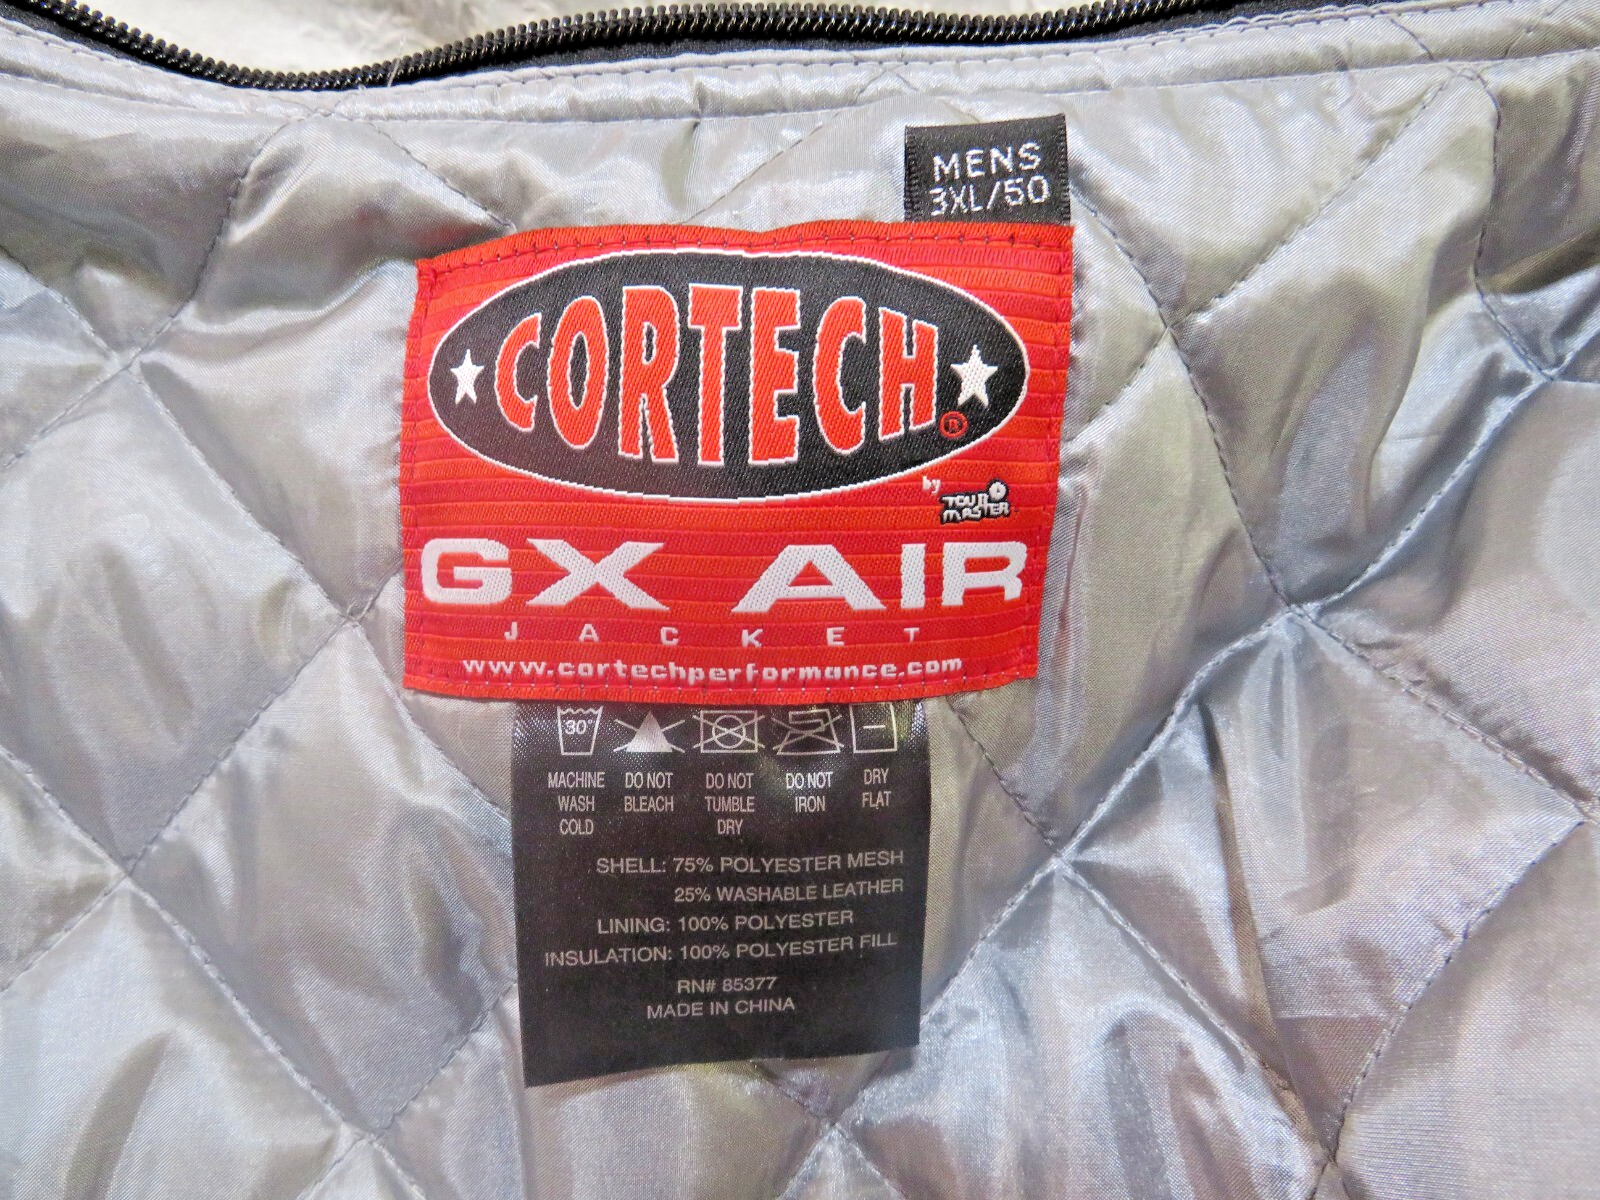 MENS
3XL/50
CORTECH®
by TOUR
MASTER
GX AIR
JACKET
www.cortechperformance.com
30°
MACHINE WASH COLD
DO NOT BLEACH
DO NOT TUMBLE DRY
DO NOT IRON
DRY FLAT
SHELL: 75% POLYESTER MESH
25% WASHABLE LEATHER
LINING: 100% POLYESTER
INSULATION: 100% POLYESTER FILL
RN# 85377
MADE IN CHINA